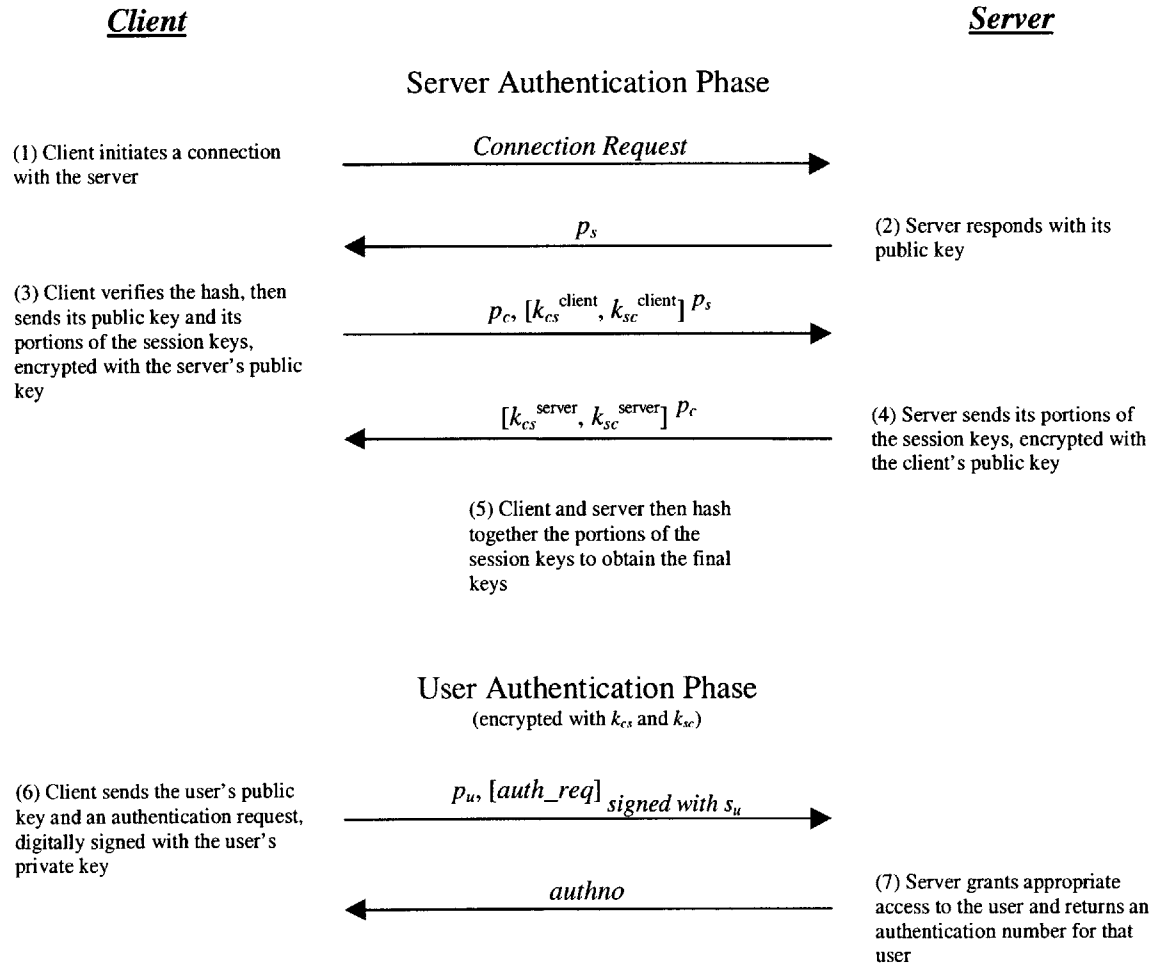 Client
Server
Server Authentication Phase
(1) Client initiates a connection
with the server
Connection Request
p_s
(2) Server responds with its
public key
(3) Client verifies the hash, then
sends its public key and its
portions of the session keys,
encrypted with the server's public
key
p_c, [k_cs^client, k_sc^client] p_s
[k_cs^server, k_sc^server] p_c
(4) Server sends its portions of
the session keys, encrypted with
the client's public key
(5) Client and server then hash
together the portions of the
session keys to obtain the final
keys
User Authentication Phase
(encrypted with k_cs and k_sc)
(6) Client sends the user's public
key and an authentication request,
digitally signed with the user's
private key
p_u, [auth_req] signed with s_u
authno
(7) Server grants appropriate
access to the user and returns an
authentication number for that
user